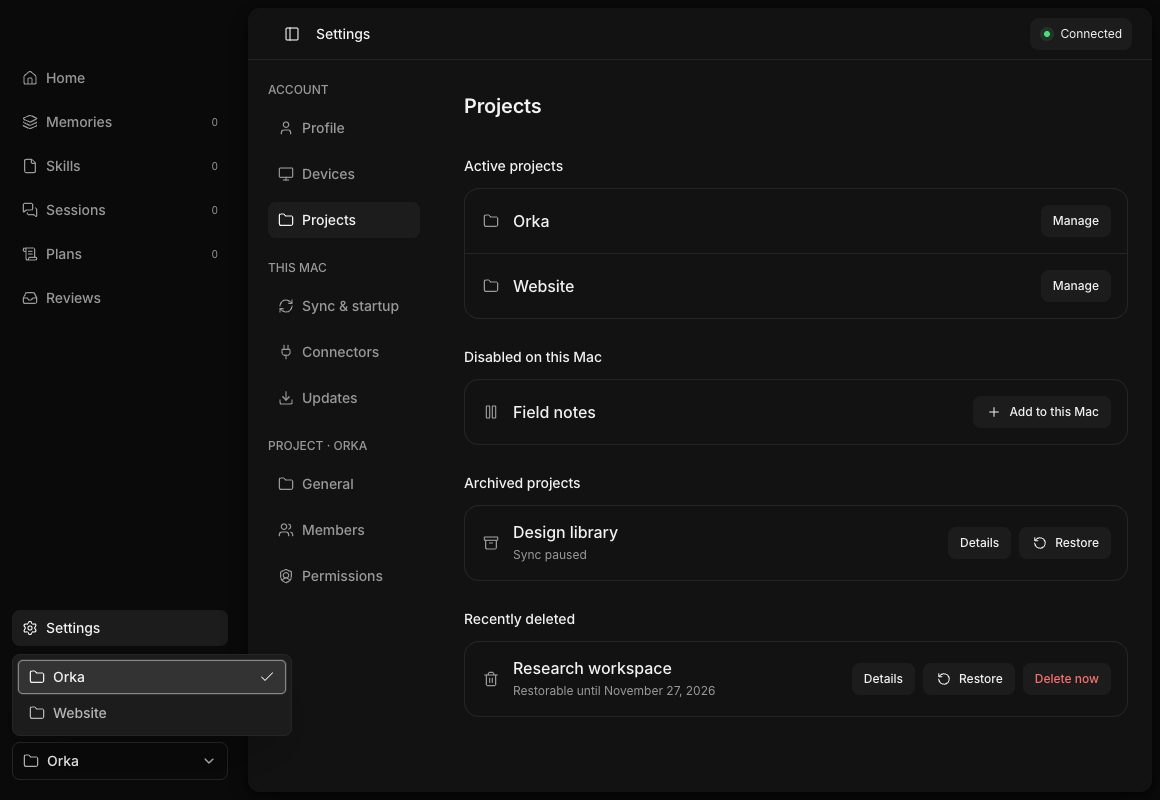 Home
Memories 0
Skills 0
Sessions 0
Plans 0
Reviews
Settings
Orka
Website
Orka
Settings
Connected
ACCOUNT
Profile
Devices
Projects
THIS MAC
Sync & startup
Connectors
Updates
PROJECT · ORKA
General
Members
Permissions
Projects
Active projects
Orka Manage
Website Manage
Disabled on this Mac
Field notes Add to this Mac
Archived projects
Design library
Sync paused
Details Restore
Recently deleted
Research workspace
Restorable until November 27, 2026
Details Restore Delete now